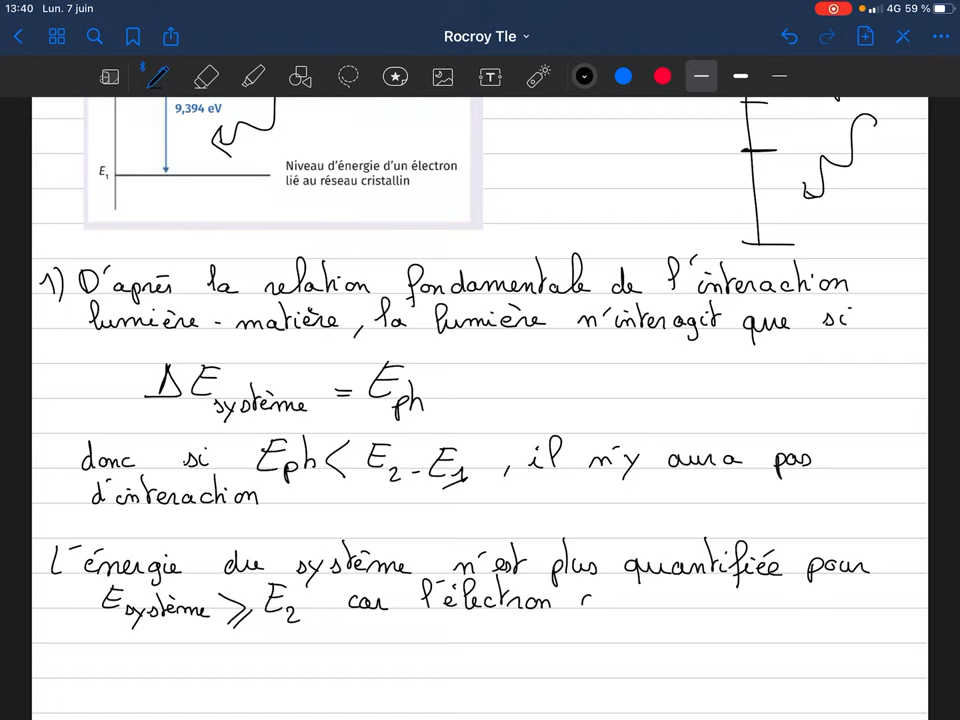 13:40 Lun. 7 juin
4G 59 %
Rocroy Tle
T
9,394 eV
E1
Niveau d'énergie d'un électron
lié au réseau cristallin
1) D'après la relation fondamentale de l'interaction
lumière - matière, la lumière n'interagit que si
Δ E système = E ph
donc si Eph < E2 - E1, il n'y aura pas
d'interaction
L'énergie du système n'est plus quantifiée pour
E système ⩾ E2 car l'électron